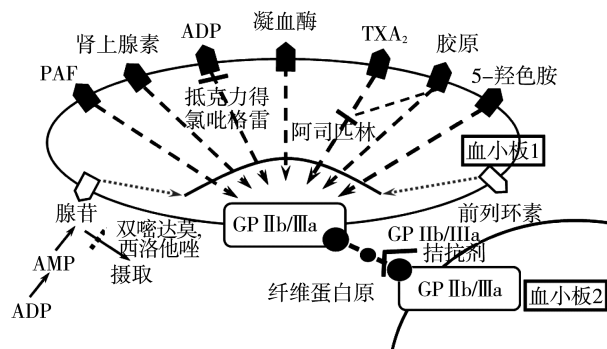 PAF
肾上腺素
ADP
凝血酶
TXA₂
胶原
5-羟色胺
抵克力得
氯吡格雷
阿司匹林
血小板1
腺苷
双嘧达莫,
西洛他唑
摄取
AMP
ADP
GP Ⅱb/Ⅲa
前列环素
GP Ⅱb/Ⅲa
拮抗剂
纤维蛋白原
GP Ⅱb/Ⅲa
血小板2